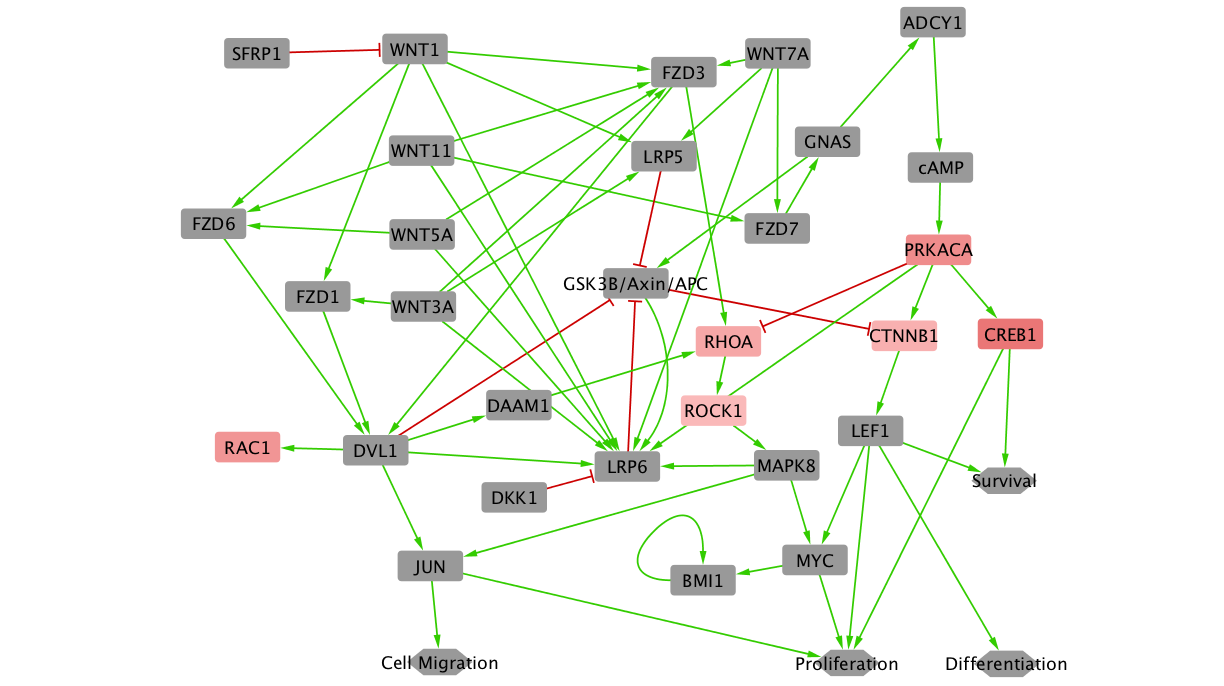 ADCY1
SFRP1
WNT1
WNT7A
FZD3
WNT11
LRP5
GNAS
cAMP
FZD6
WNT5A
FZD7
PRKACA
GSK3B/Axin/APC
FZD1
WNT3A
RHOA
CTNNB1
CREB1
DAAM1
ROCK1
LEF1
RAC1
DVL1
LRP6
MAPK8
Survival
DKK1
JUN
BMI1
MYC
Cell Migration
Proliferation
Differentiation